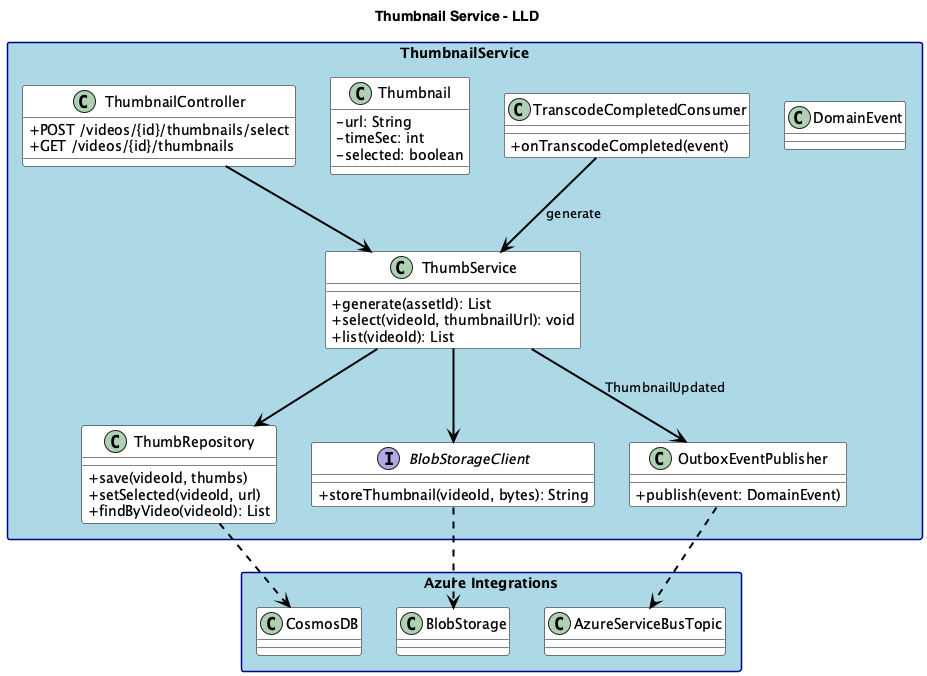 Thumbnail Service - LLD
ThumbnailService
C ThumbnailController
+POST /videos/{id}/thumbnails/select
+GET /videos/{id}/thumbnails
C Thumbnail
-url: String
-timeSec: int
-selected: boolean
C TranscodeCompletedConsumer
+onTranscodeCompleted(event)
C DomainEvent
generate
C ThumbService
+generate(assetId): List
+select(videoId, thumbnailUrl): void
+list(videoId): List
ThumbnailUpdated
C ThumbRepository
+save(videoId, thumbs)
+setSelected(videoId, url)
+findByVideo(videoId): List
I BlobStorageClient
+storeThumbnail(videoId, bytes): String
C OutboxEventPublisher
+publish(event: DomainEvent)
Azure Integrations
C CosmosDB
C BlobStorage
C AzureServiceBusTopic